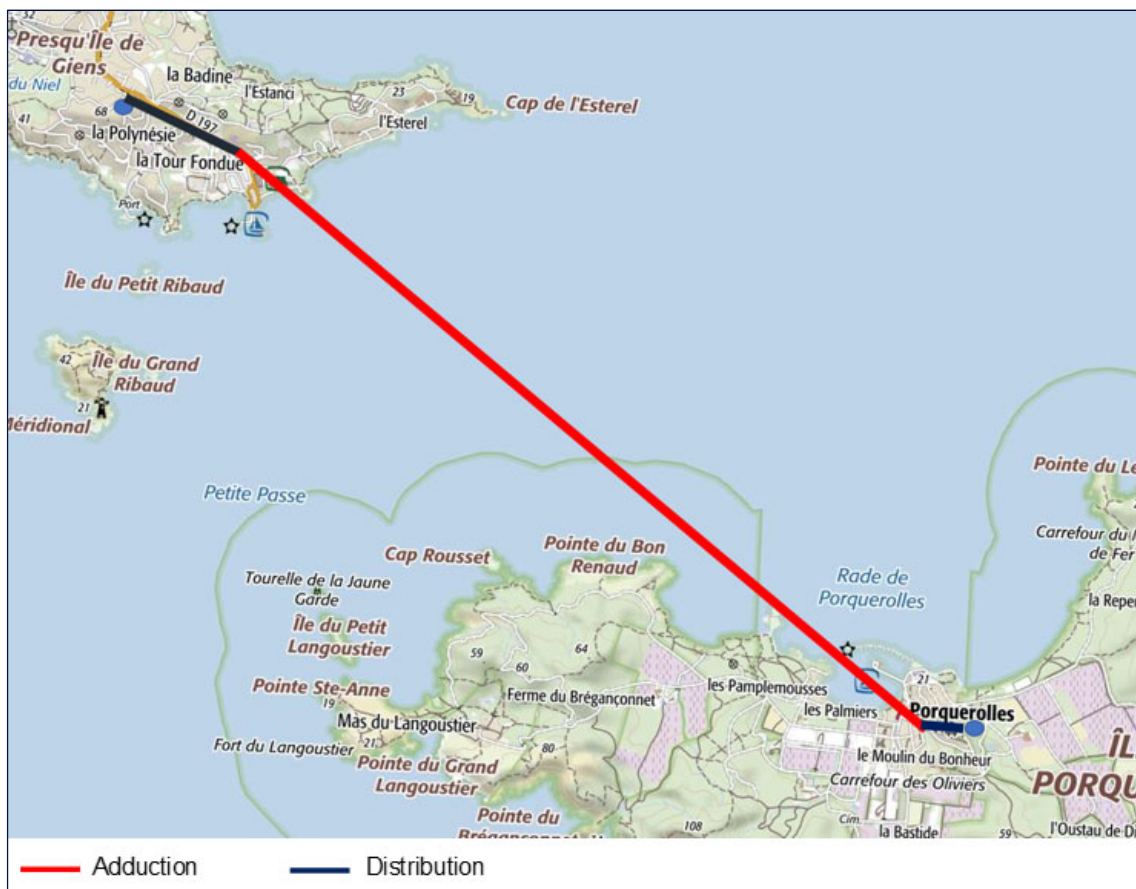 52
Presqu'Île de
Giens
du Niel
la Badine
l'Estanci
23
19
Cap de l'Esterel
l'Esterel
41
68
D 197
la Polynésie
la Tour Fondue
Port
Île du Petit Ribaud
42
Île du Grand
Ribaud
21
Méridional
Petite Passe
Pointe du Le
Carrefour du
de Fer
la Reper
Cap Rousset
Pointe du Bon
Renaud
Tourelle de la Jaune
Garde
Rade de
Porquerolles
Île du Petit
Langoustier
59
64
60
21
Pointe Ste-Anne
19
les Pamplemousses
Ferme du Brégançonnet
les Palmiers
Porquerolles
Mas du Langoustier
Fort du Langoustier
21
80
le Moulin du Bonheur
ÎL
PORQU
Pointe du Grand
Langoustier
Carrefour des Oliviers
Pointe du
108
Cim.
la Bastide
59
l'Oustau de Di
Adduction
Distribution